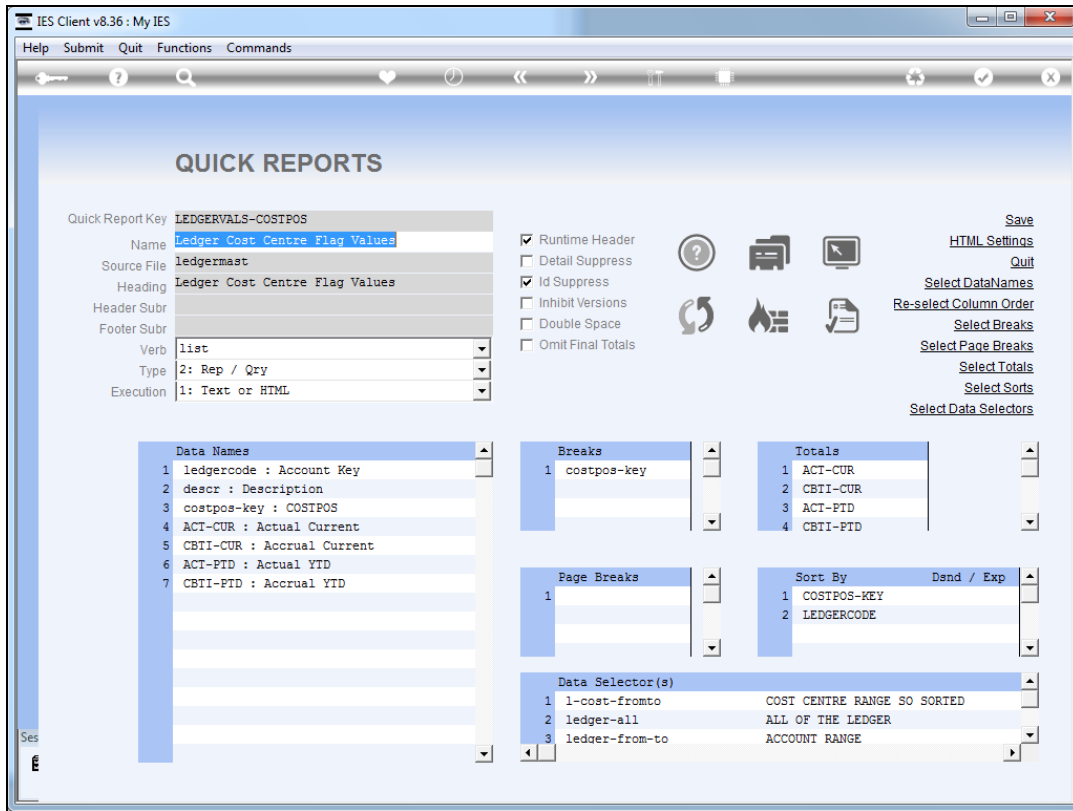 IES Client v8.36 : My IES
Help Submit Quit Functions Commands
QUICK REPORTS
Quick Report Key LEDGERVALS-COSTPOS
Name Ledger Cost Centre Flag Values
Source File ledgermast
Heading Ledger Cost Centre Flag Values
Header Subr
Footer Subr
Verb list
Type 2: Rep / Qry
Execution 1: Text or HTML
Runtime Header
Detail Suppress
Id Suppress
Inhibit Versions
Double Space
Omit Final Totals
Save
HTML Settings
Quit
Select DataNames
Re-select Column Order
Select Breaks
Select Page Breaks
Select Totals
Select Sorts
Select Data Selectors
Data Names
1 ledgercode : Account Key
2 descr : Description
3 costpos-key : COSTPOS
4 ACT-CUR : Actual Current
5 CBTI-CUR : Accrual Current
6 ACT-PTD : Actual YTD
7 CBTI-PTD : Accrual YTD
Breaks
1 costpos-key
Totals
1 ACT-CUR
2 CBTI-CUR
3 ACT-PTD
4 CBTI-PTD
Page Breaks
1
Sort By Dsnd / Exp
1 COSTPOS-KEY
2 LEDGERCODE
Data Selector(s)
1 l-cost-fromto COST CENTRE RANGE SO SORTED
2 ledger-all ALL OF THE LEDGER
3 ledger-from-to ACCOUNT RANGE
Ses